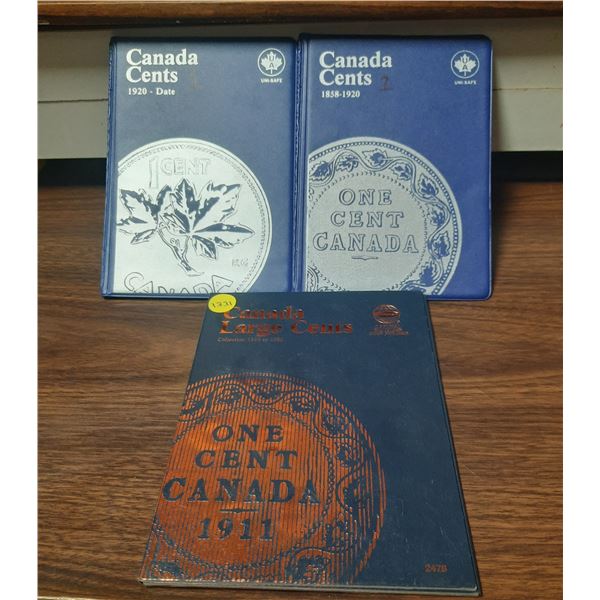 Canada
Cents
1920 - Date
UNI-SAFE
1 CENT
CANADA
Canada
Cents
1858-1920
UNI-SAFE
ONE
CENT
CANADA
1221
Canada
Large Cents
ONE
CENT
CANADA
1911
2478